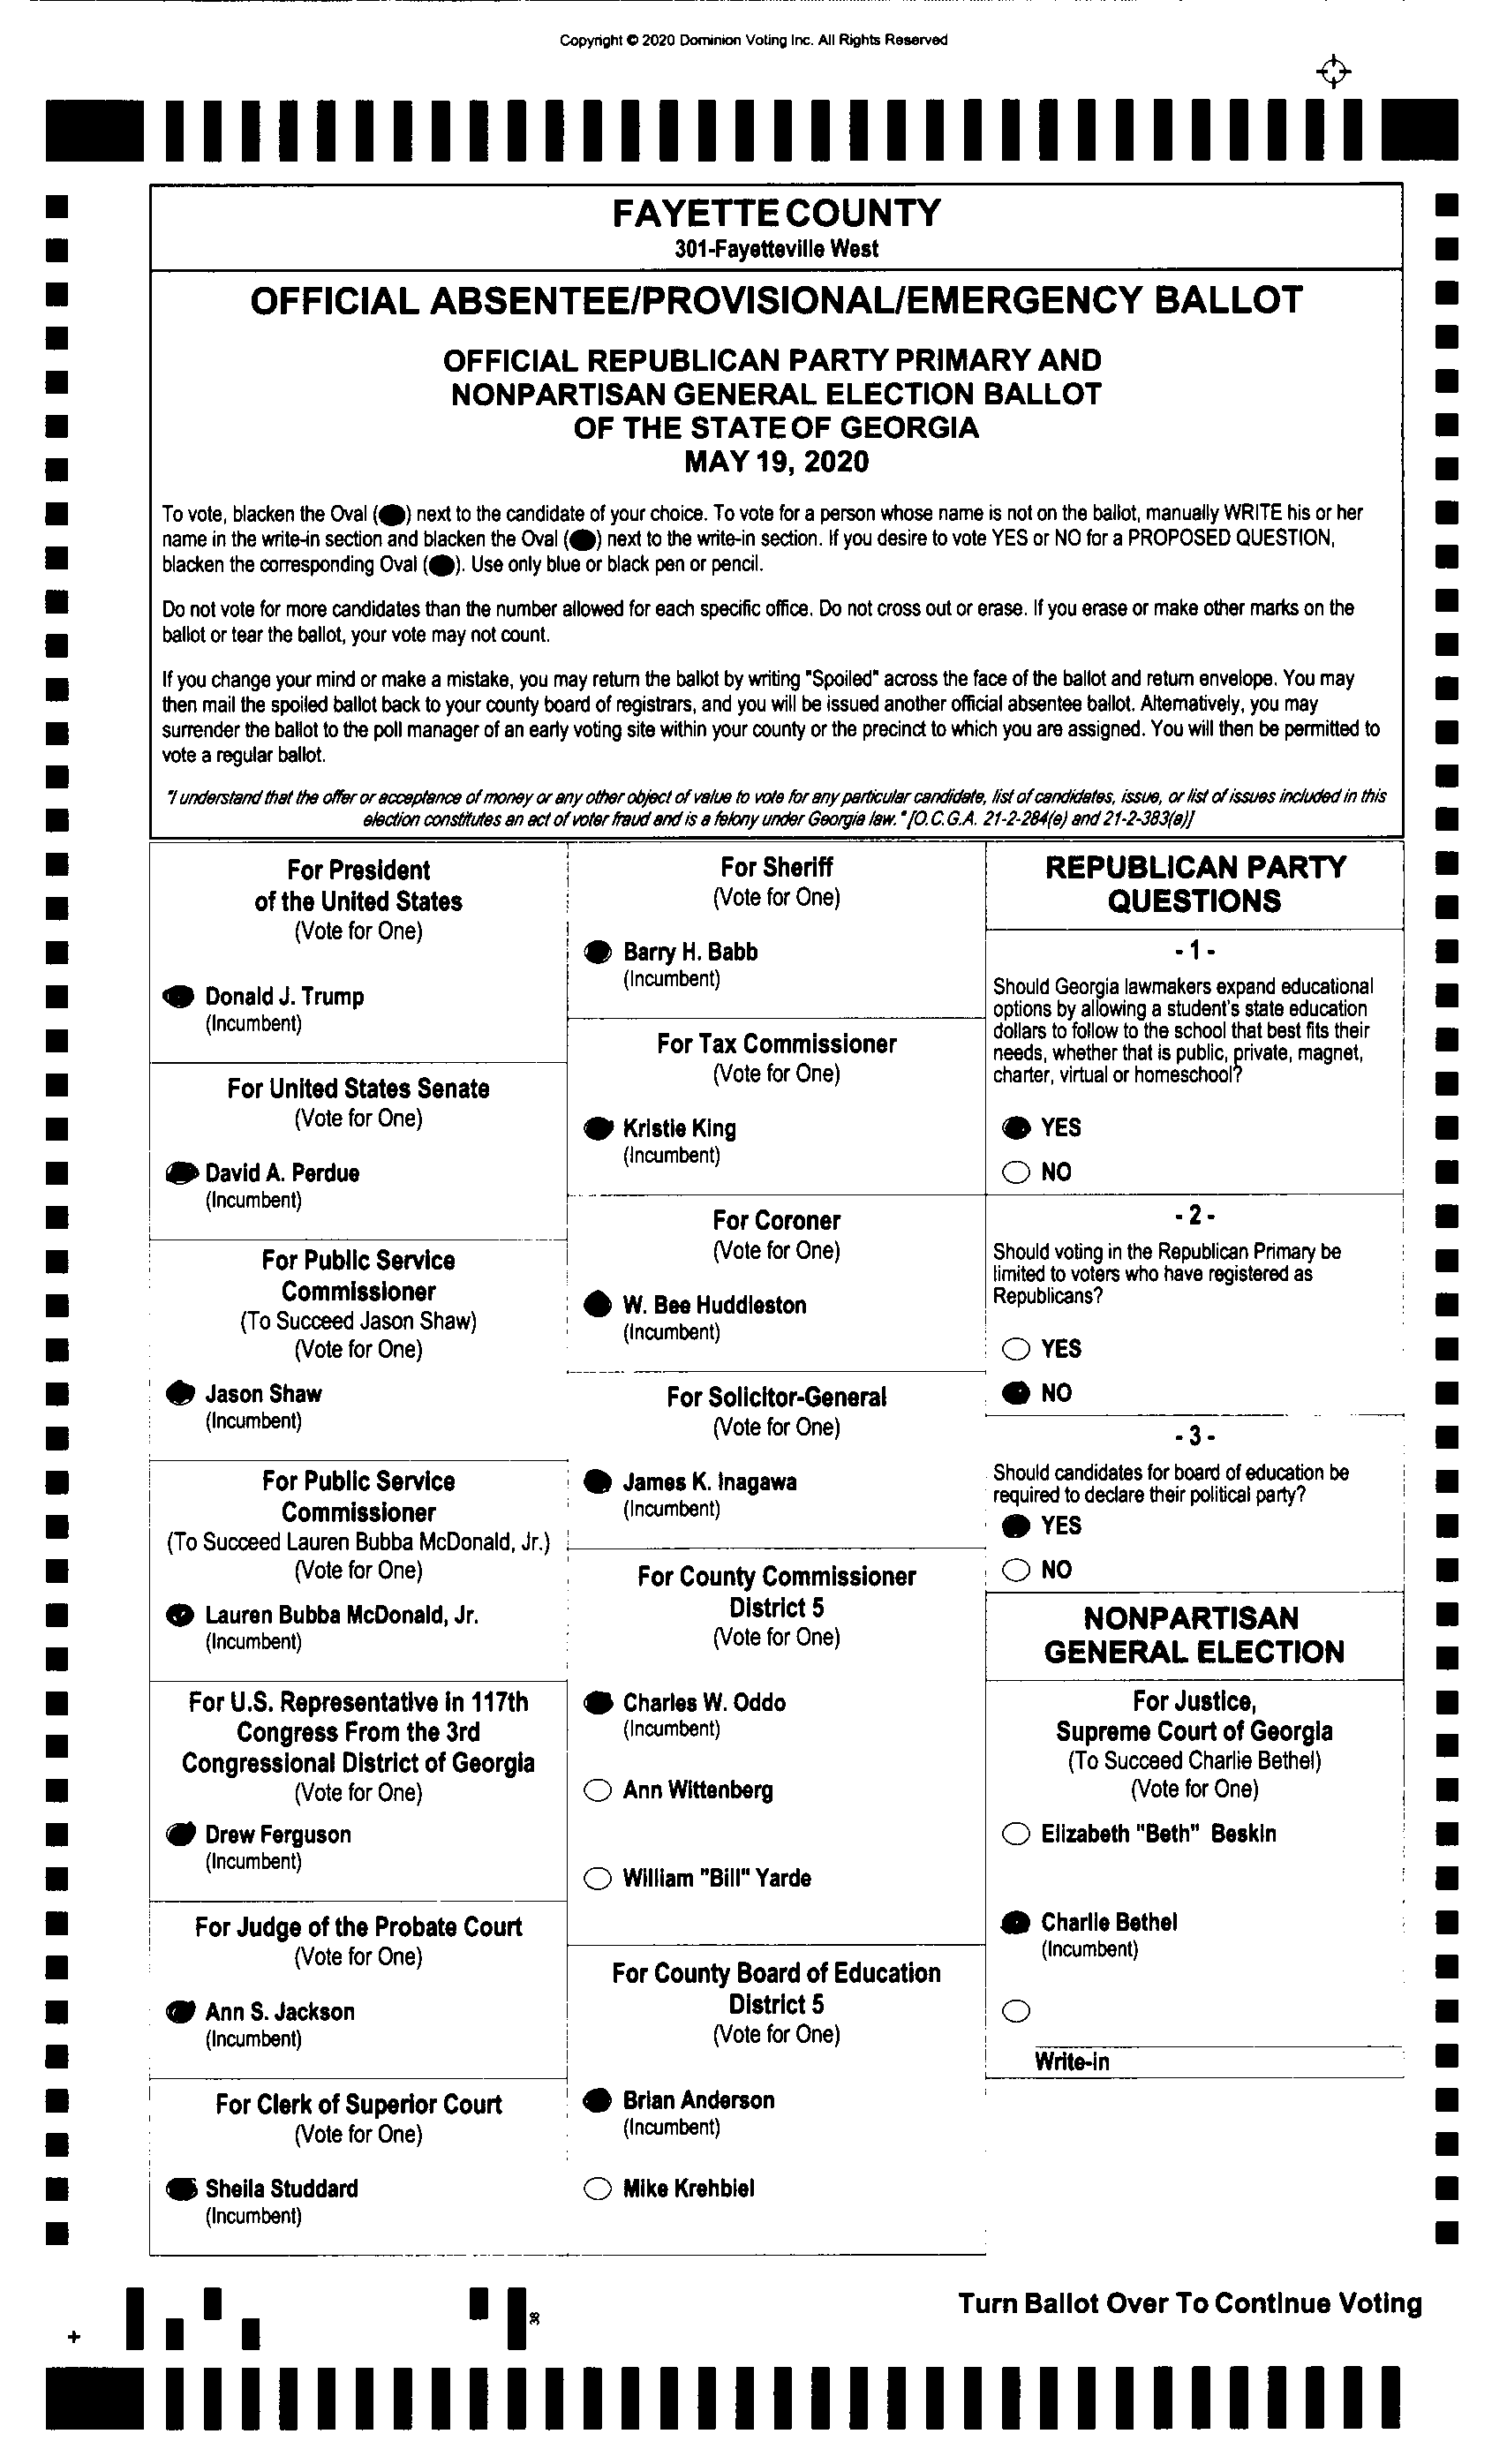 Copyright © 2020 Dominion Voting Inc. All Rights Reserved
FAYETTE COUNTY
301-Fayetteville West
OFFICIAL ABSENTEE/PROVISIONAL/EMERGENCY BALLOT
OFFICIAL REPUBLICAN PARTY PRIMARY AND
NONPARTISAN GENERAL ELECTION BALLOT
OF THE STATE OF GEORGIA
MAY 19, 2020
To vote, blacken the Oval ( ) next to the candidate of your choice. To vote for a person whose name is not on the ballot, manually WRITE his or her
name in the write-in section and blacken the Oval ( ) next to the write-in section. If you desire to vote YES or NO for a PROPOSED QUESTION,
blacken the corresponding Oval ( ). Use only blue or black pen or pencil.
Do not vote for more candidates than the number allowed for each specific office. Do not cross out or erase. If you erase or make other marks on the
ballot or tear the ballot, your vote may not count.
If you change your mind or make a mistake, you may return the ballot by writing "Spoiled" across the face of the ballot and return envelope. You may
then mail the spoiled ballot back to your county board of registrars, and you will be issued another official absentee ballot. Alternatively, you may
surrender the ballot to the poll manager of an early voting site within your county or the precinct to which you are assigned. You will then be permitted to
vote a regular ballot.
"I understand that the offer or acceptance of money or any other object of value to vote for any particular candidate, list of candidates, issue, or list of issues included in this
election constitutes an act of voter fraud and is a felony under Georgia law." [O.C.G.A. 21-2-284(e) and 21-2-383(a)]
For President
of the United States
(Vote for One)
Donald J. Trump
(Incumbent)
For United States Senate
(Vote for One)
David A. Perdue
(Incumbent)
For Public Service
Commissioner
(To Succeed Jason Shaw)
(Vote for One)
Jason Shaw
(Incumbent)
For Public Service
Commissioner
(To Succeed Lauren Bubba McDonald, Jr.)
(Vote for One)
Lauren Bubba McDonald, Jr.
(Incumbent)
For U.S. Representative in 117th
Congress From the 3rd
Congressional District of Georgia
(Vote for One)
Drew Ferguson
(Incumbent)
For Judge of the Probate Court
(Vote for One)
Ann S. Jackson
(Incumbent)
For Clerk of Superior Court
(Vote for One)
Sheila Studdard
(Incumbent)
For Sheriff
(Vote for One)
Barry H. Babb
(Incumbent)
For Tax Commissioner
(Vote for One)
Kristie King
(Incumbent)
For Coroner
(Vote for One)
W. Bee Huddleston
(Incumbent)
For Solicitor-General
(Vote for One)
James K. Inagawa
(Incumbent)
For County Commissioner
District 5
(Vote for One)
Charles W. Oddo
(Incumbent)
Ann Wittenberg
William "Bill" Yarde
For County Board of Education
District 5
(Vote for One)
Brian Anderson
(Incumbent)
Mike Krehbiel
REPUBLICAN PARTY
QUESTIONS
- 1 -
Should Georgia lawmakers expand educational
options by allowing a student's state education
dollars to follow to the school that best fits their
needs, whether that is public, private, magnet,
charter, virtual or homeschool?
YES
NO
- 2 -
Should voting in the Republican Primary be
limited to voters who have registered as
Republicans?
YES
NO
- 3 -
Should candidates for board of education be
required to declare their political party?
YES
NO
NONPARTISAN
GENERAL ELECTION
For Justice,
Supreme Court of Georgia
(To Succeed Charlie Bethel)
(Vote for One)
Elizabeth "Beth" Beskin
Charlie Bethel
(Incumbent)
Write-in
Turn Ballot Over To Continue Voting